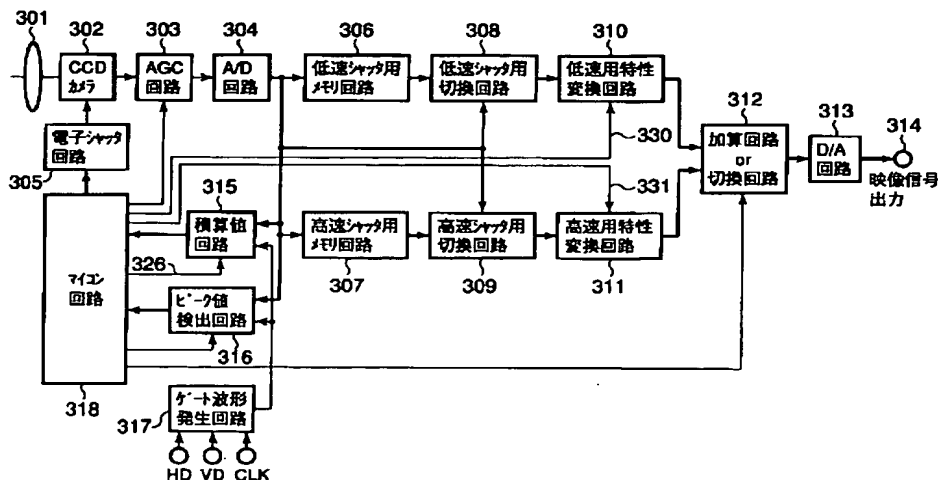 301
302
303
304
306
308
310
CCD
カメラ
AGC
回路
A/D
回路
低速シャッタ用
メモリ回路
低速シャッタ用
切換回路
低速用特性
変換回路
312
313
314
加算回路
or
切換回路
D/A
回路
映像信号
出力
電子シャッタ
回路
305
330
331
315
積算値
回路
326
高速シャッタ用
メモリ回路
高速シャッタ用
切換回路
高速用特性
変換回路
307
309
311
マイコン
回路
ピーク値
検出回路
316
318
317
ゲート波形
発生回路
HD VD CLK